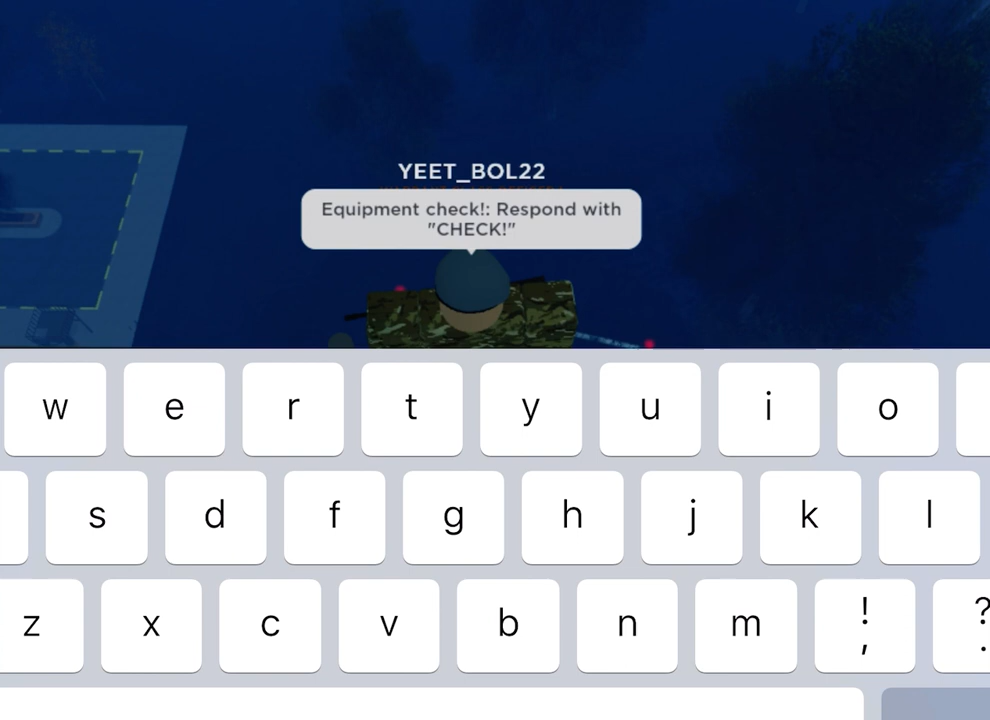 YEET_BOL22
Equipment check!: Respond with
"CHECK!"
w e r t y u i o
s d f g h j k l
z x c v b n m ! , ? .